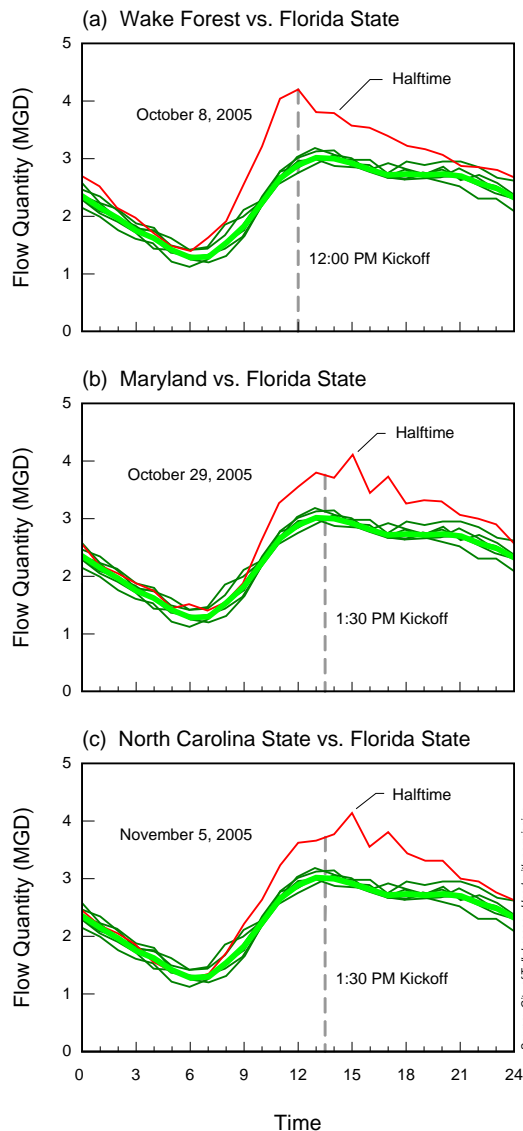 (a) Wake Forest vs. Florida State
5
4
3
2
1
0
Flow Quantity (MGD)
October 8, 2005
Halftime
12:00 PM Kickoff
(b) Maryland vs. Florida State
5
4
3
2
1
0
Flow Quantity (MGD)
October 29, 2005
Halftime
1:30 PM Kickoff
(c) North Carolina State vs. Florida State
5
4
3
2
1
0
Flow Quantity (MGD)
November 5, 2005
Halftime
1:30 PM Kickoff
0 3 6 9 12 15 18 21 24
Time